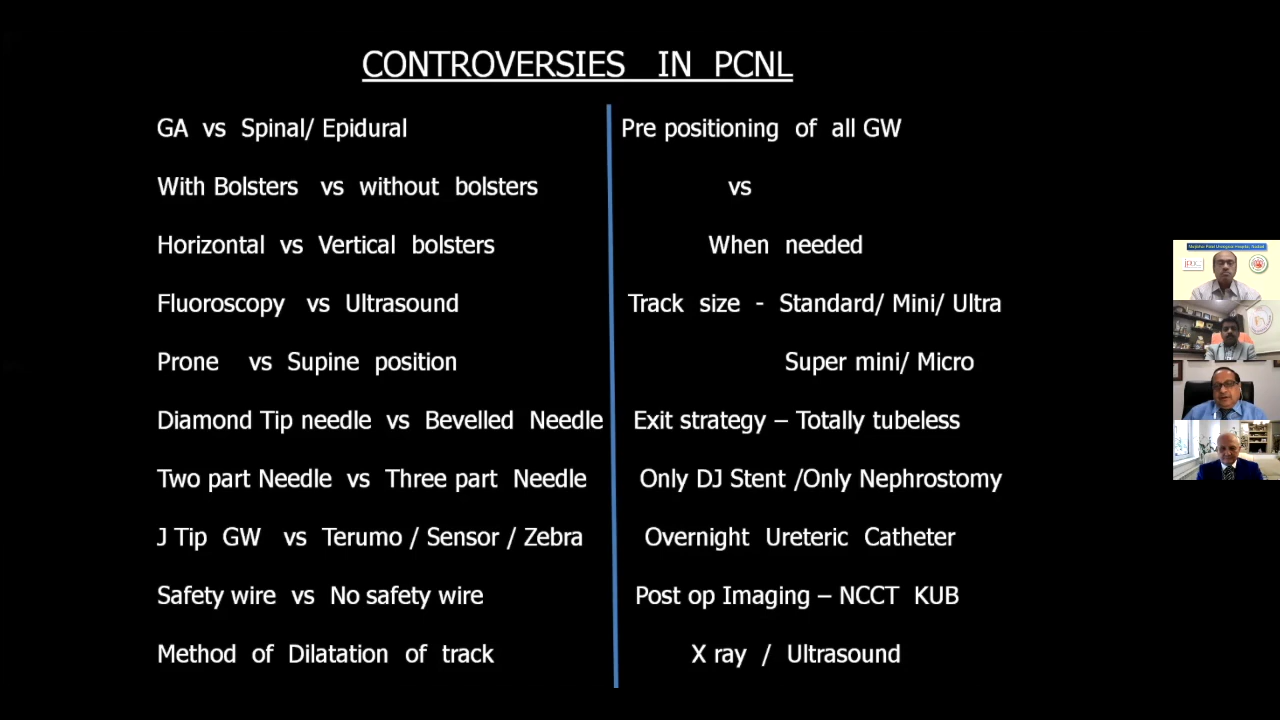 CONTROVERSIES IN PCNL
GA vs Spinal/ Epidural
With Bolsters vs without bolsters
Horizontal vs Vertical bolsters
Fluoroscopy vs Ultrasound
Prone vs Supine position
Diamond Tip needle vs Bevelled Needle
Two part Needle vs Three part Needle
J Tip GW vs Terumo / Sensor / Zebra
Safety wire vs No safety wire
Method of Dilatation of track
Pre positioning of all GW
vs
When needed
Track size - Standard/ Mini/ Ultra
Super mini/ Micro
Exit strategy – Totally tubeless
Only DJ Stent /Only Nephrostomy
Overnight Ureteric Catheter
Post op Imaging – NCCT KUB
X ray / Ultrasound